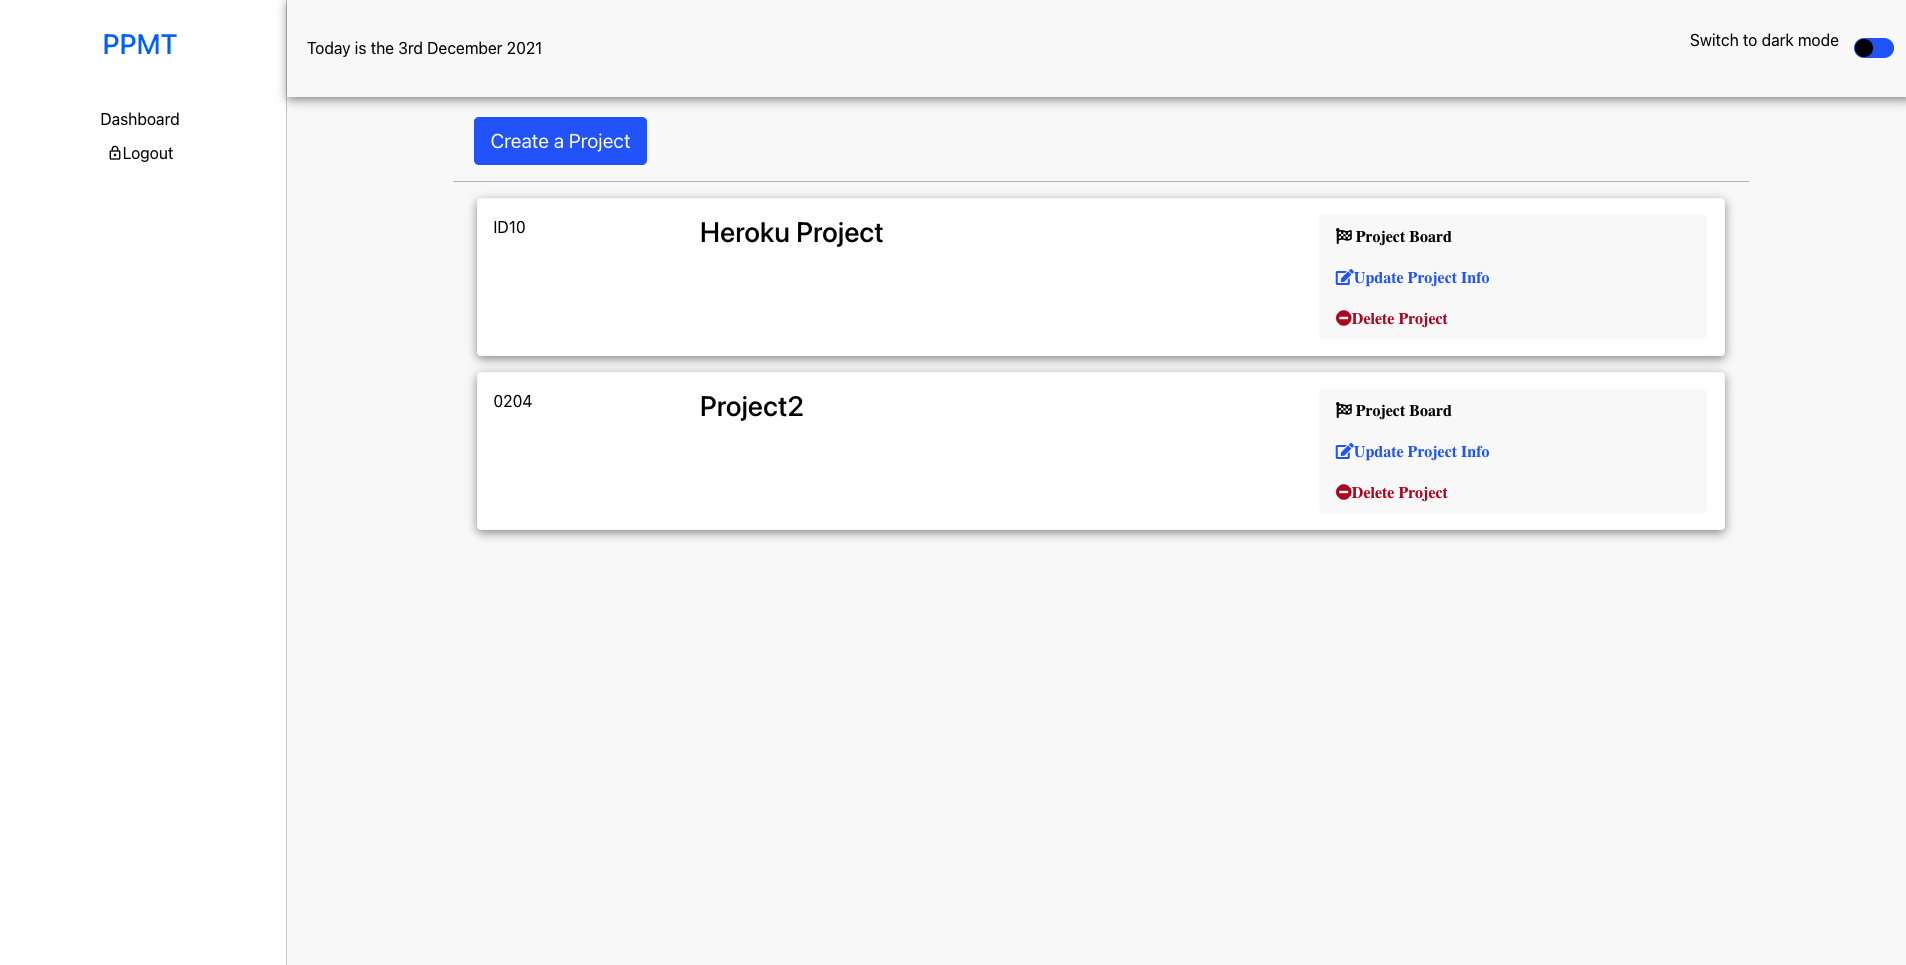 PPMT
Dashboard
Logout
Today is the 3rd December 2021
Switch to dark mode
Create a Project
ID10
Heroku Project
Project Board
Update Project Info
Delete Project
0204
Project2
Project Board
Update Project Info
Delete Project